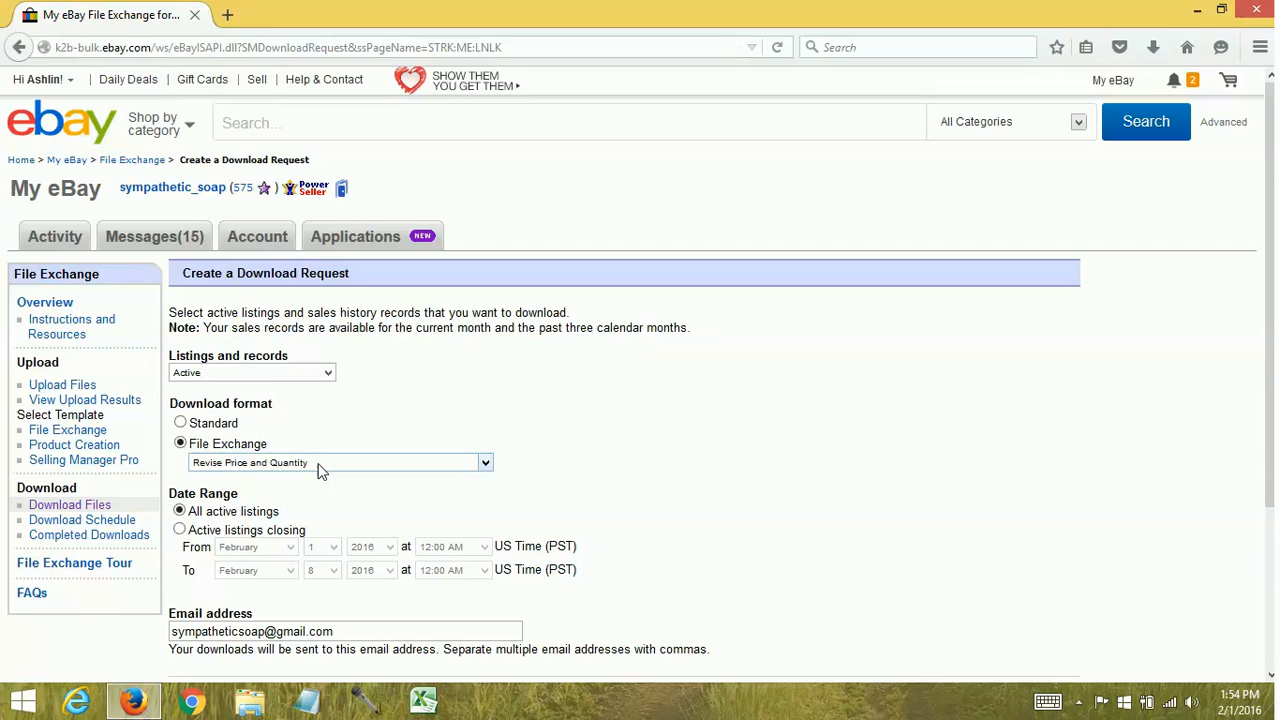 My eBay File Exchange for...
k2b-bulk.ebay.com/ws/eBayISAPI.dll?SMDownloadRequest&ssPageName=STRK:ME:LNLK
Search
Hi Ashlin!
Daily Deals
Gift Cards
Sell
Help & Contact
SHOW THEM
YOU GET THEM
My eBay
2
ebay
Shop by
category
Search...
All Categories
Search
Advanced
Home > My eBay > File Exchange > Create a Download Request
My eBay
sympathetic_soap (575 )
Power
Seller
Activity
Messages(15)
Account
Applications NEW
File Exchange
Overview
Instructions and
Resources
Upload
Upload Files
View Upload Results
Select Template
File Exchange
Product Creation
Selling Manager Pro
Download
Download Files
Download Schedule
Completed Downloads
File Exchange Tour
FAQs
Create a Download Request
Select active listings and sales history records that you want to download.
Note: Your sales records are available for the current month and the past three calendar months.
Listings and records
Active
Download format
Standard
File Exchange
Revise Price and Quantity
Date Range
All active listings
Active listings closing
From February 1 2016 at 12:00 AM US Time (PST)
To February 8 2016 at 12:00 AM US Time (PST)
Email address
sympatheticsoap@gmail.com
Your downloads will be sent to this email address. Separate multiple email addresses with commas.
1:54 PM
2/1/2016